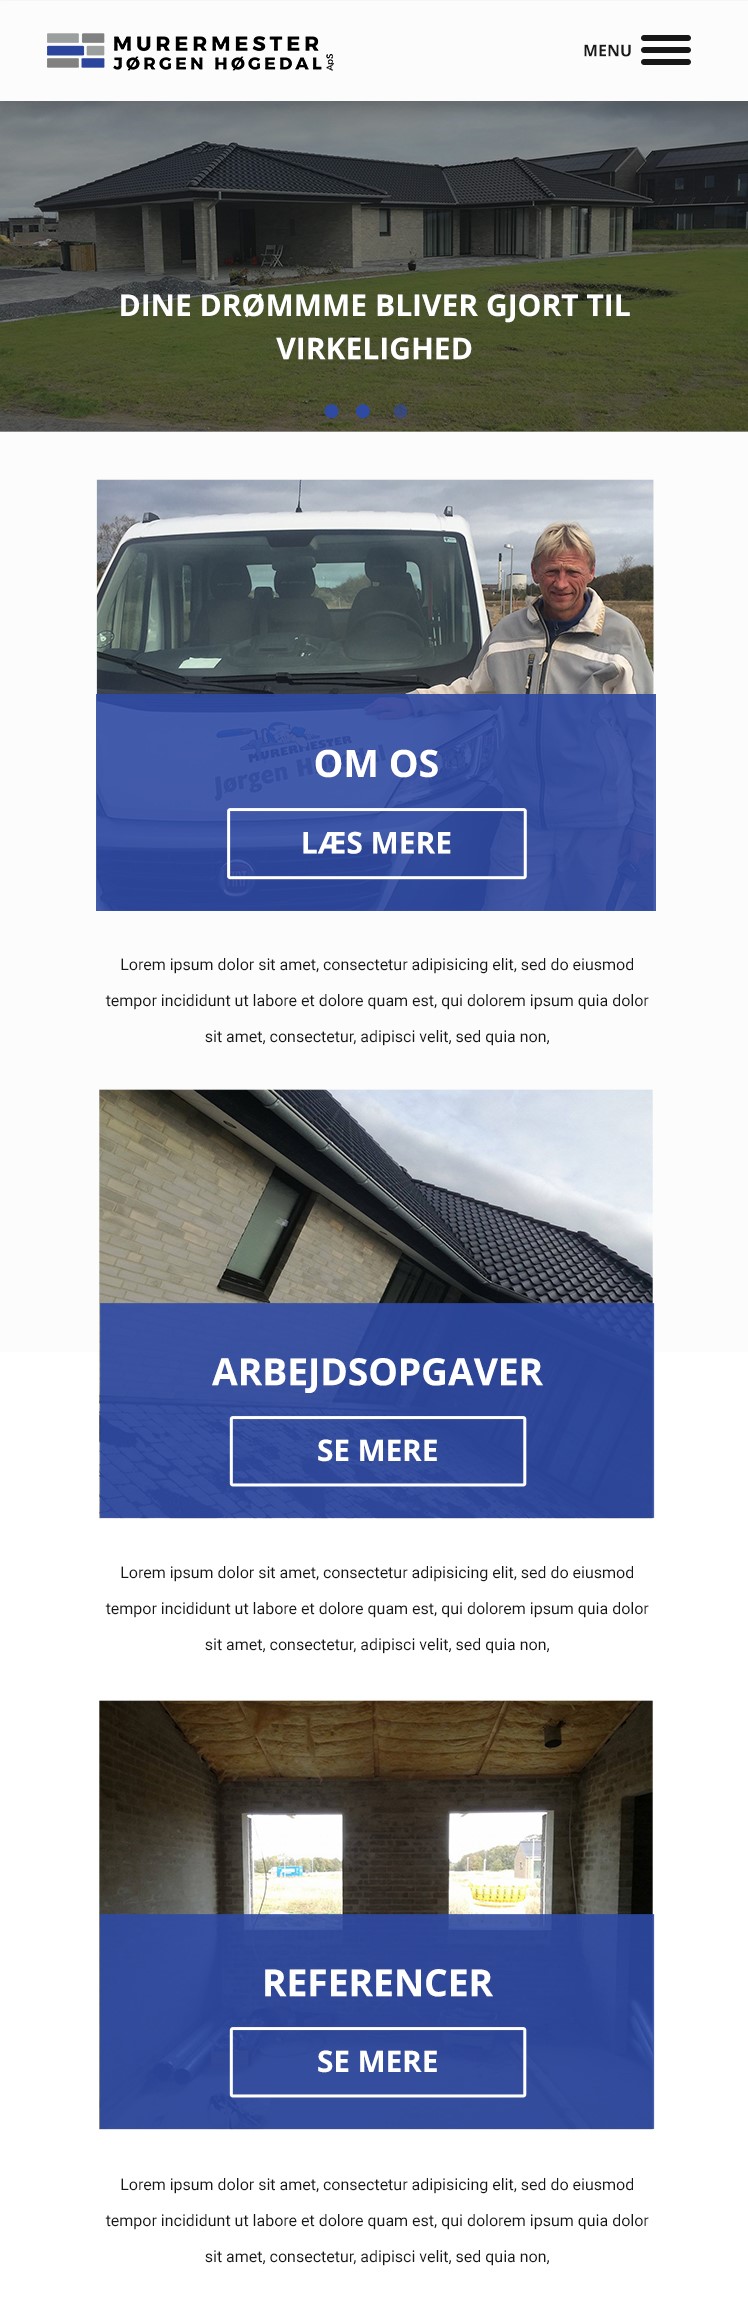 MURERMESTER
JØRGEN HØGEDAL ApS
MENU
DINE DRØMMME BLIVER GJORT TIL
VIRKELIGHED
MURERMESTER
Jørgen Høgedal
OM OS
LÆS MERE
FIAT
Lorem ipsum dolor sit amet, consectetur adipisicing elit, sed do eiusmod
tempor incididunt ut labore et dolore quam est, qui dolorem ipsum quia dolor
sit amet, consectetur, adipisci velit, sed quia non,
ARBEJDSOPGAVER
SE MERE
Lorem ipsum dolor sit amet, consectetur adipisicing elit, sed do eiusmod
tempor incididunt ut labore et dolore quam est, qui dolorem ipsum quia dolor
sit amet, consectetur, adipisci velit, sed quia non,
REFERENCER
SE MERE
Lorem ipsum dolor sit amet, consectetur adipisicing elit, sed do eiusmod
tempor incididunt ut labore et dolore quam est, qui dolorem ipsum quia dolor
sit amet, consectetur, adipisci velit, sed quia non,